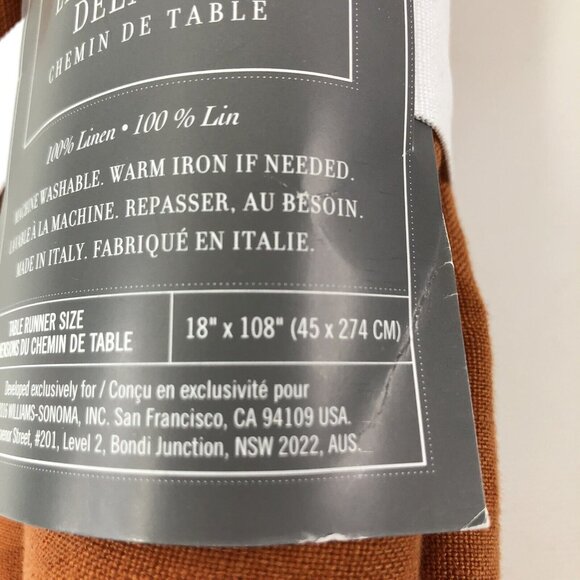 CHEMIN DE TABLE
100% Linen • 100 % Lin
MACHINE WASHABLE. WARM IRON IF NEEDED.
LAVABLE À LA MACHINE. REPASSER, AU BESOIN.
MADE IN ITALY. FABRIQUÉ EN ITALIE.
TABLE RUNNER SIZE
DU CHEMIN DE TABLE
18" x 108" (45 x 274 CM)
Developed exclusively for / Conçu en exclusivité pour
WILLIAMS-SONOMA, INC. San Francisco, CA 94109 USA.
Street, #201, Level 2, Bondi Junction, NSW 2022, AUS.